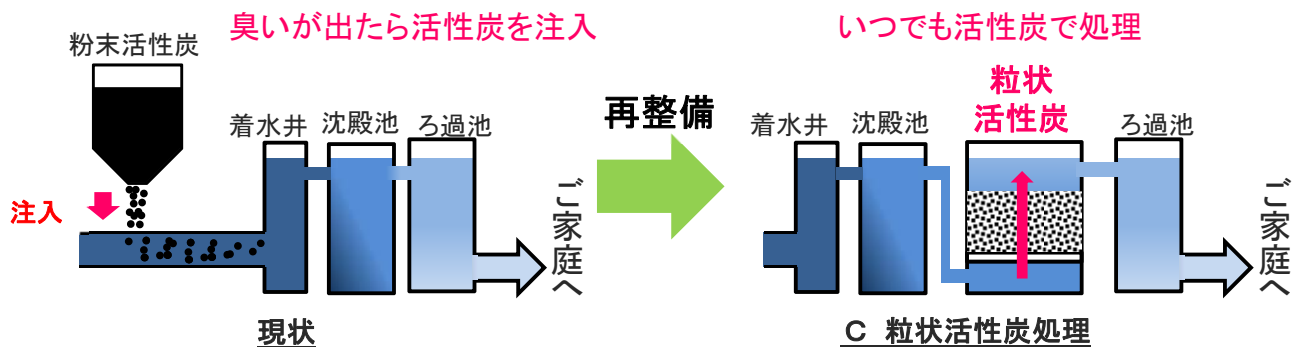 臭いが出たら活性炭を注入
粉末活性炭
注入
着水井
沈殿池
ろ過池
ご家庭へ
現状
再整備
いつでも活性炭で処理
粒状
活性炭
着水井
沈殿池
ろ過池
ご家庭へ
C 粒状活性炭処理